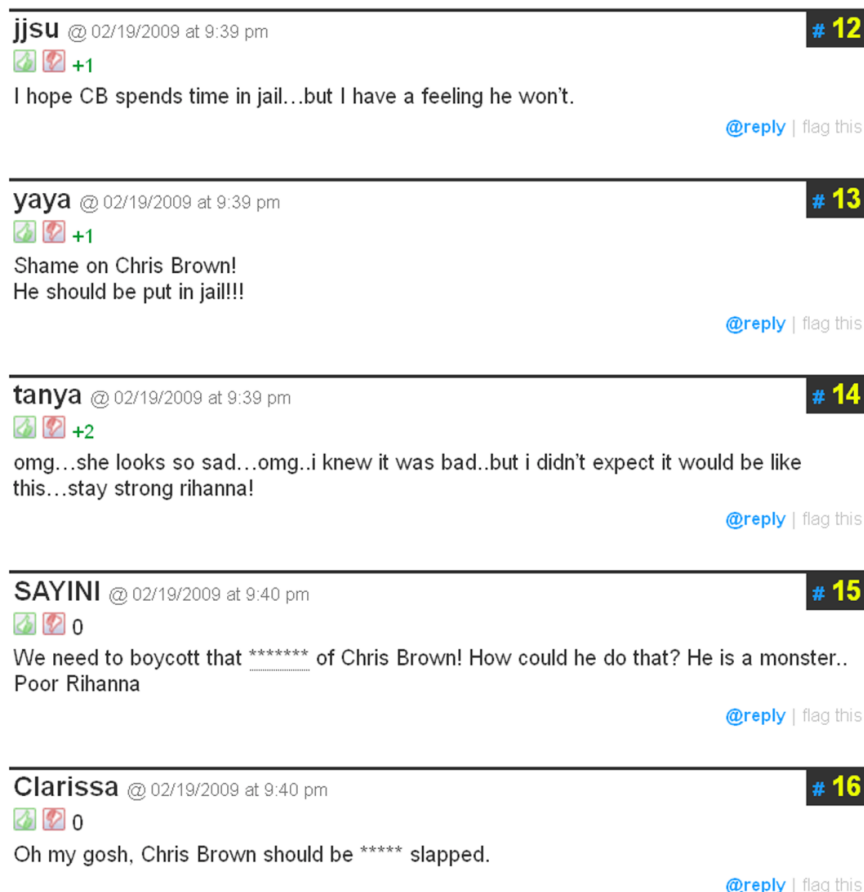 jjsu @ 02/19/2009 at 9:39 pm # 12
+1
I hope CB spends time in jail…but I have a feeling he won’t.
@reply | flag this
yaya @ 02/19/2009 at 9:39 pm # 13
+1
Shame on Chris Brown!
He should be put in jail!!!
@reply | flag this
tanya @ 02/19/2009 at 9:39 pm # 14
+2
omg…she looks so sad…omg..i knew it was bad..but i didn’t expect it would be like
this…stay strong rihanna!
@reply | flag this
SAYINI @ 02/19/2009 at 9:40 pm # 15
0
We need to boycott that ******* of Chris Brown! How could he do that? He is a monster..
Poor Rihanna
@reply | flag this
Clarissa @ 02/19/2009 at 9:40 pm # 16
0
Oh my gosh, Chris Brown should be ***** slapped.
@reply | flag this